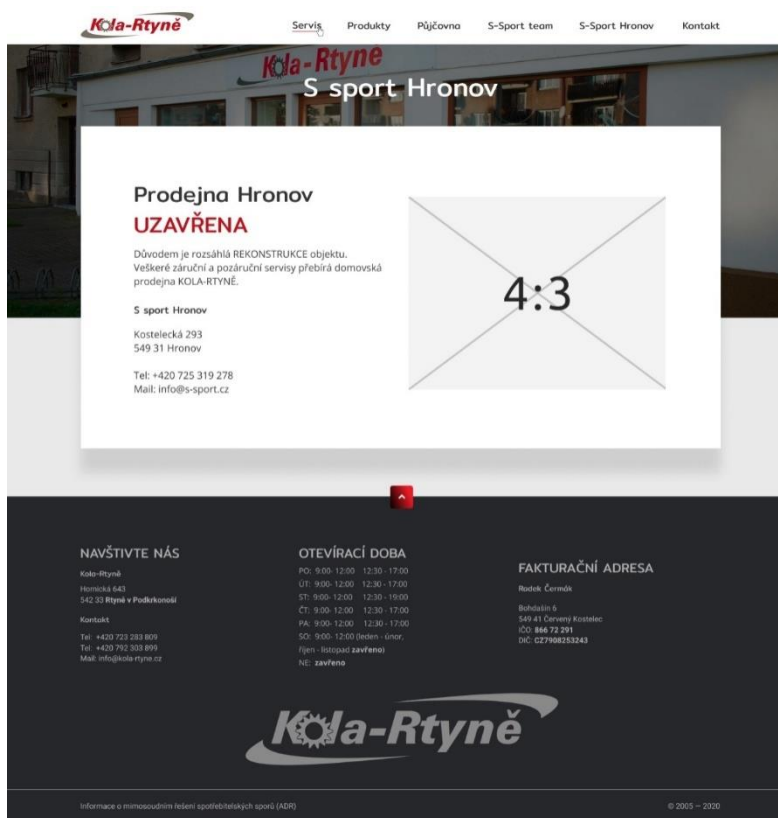 Kola-Rtyně
Servis Produkty Půjčovna S-Sport team S-Sport Hronov Kontakt
Kola-Rtyně
S sport Hronov
Prodejna Hronov
UZAVŘENA
Důvodem je rozsáhlá REKONSTRUKCE objektu.
Veškeré záruční a pozáruční servisy přebírá domovská
prodejna KOLA-RTYNĚ.
S sport Hronov
Kostelecká 293
549 31 Hronov
Tel: +420 725 319 278
Mail: info@s-sport.cz
4:3
NAVŠTIVTE NÁS
Kola-Rtyně
Hornická 643
542 33 Rtyně v Podkrkonoší
Kontakt
Tel: +420 723 283 809
Tel: +420 792 303 899
Mail: info@kola-rtyne.cz
OTEVÍRACÍ DOBA
PO: 9:00- 12:00 12:30 - 17:00
ÚT: 9:00- 12:00 12:30 - 17:00
ST: 9:00- 12:00 12:30 - 19:00
ČT: 9:00- 12:00 12:30 - 17:00
PA: 9:00- 12:00 12:30 - 17:00
SO: 9:00- 12:00 (leden - únor,
říjen - listopad zavřeno)
NE: zavřeno
FAKTURAČNÍ ADRESA
Radek Čermák
Bohdašín 6
549 41 Červený Kostelec
IČO: 866 72 291
DIČ: CZ7908253243
Kola-Rtyně
Informace o mimosoudním řešení spotřebitelských sporů (ADR)
© 2005 — 2020